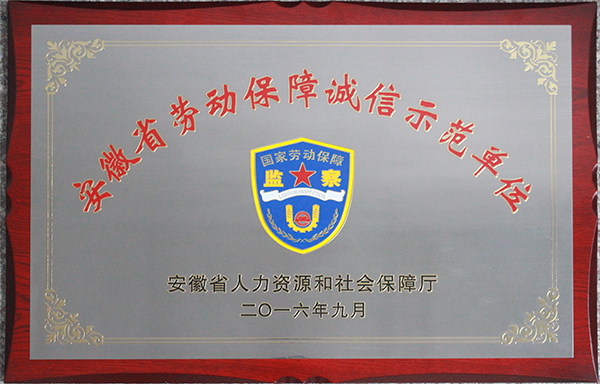 安徽省劳动保障诚信示范单位
国家劳动保障
监察
安徽省人力资源和社会保障厅
二〇一六年九月